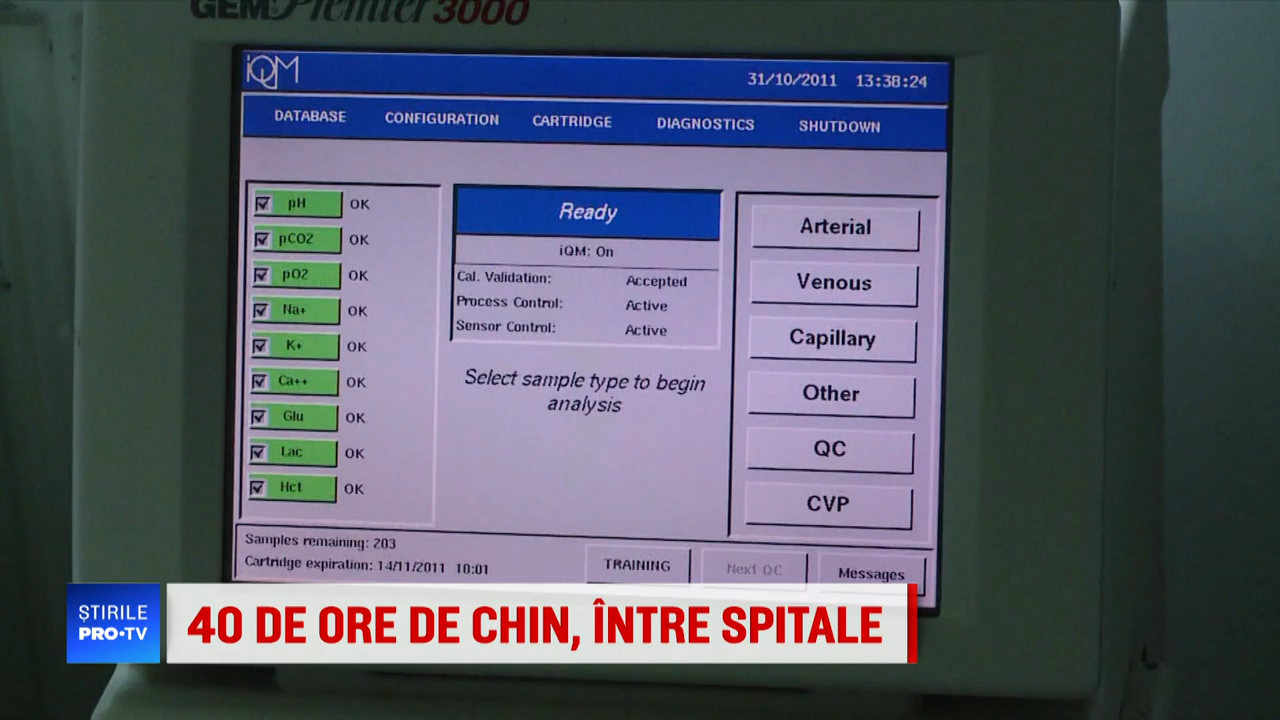 GEM Premier 3000
iQM
31/10/2011 13:38:24
DATABASE CONFIGURATION CARTRIDGE DIAGNOSTICS SHUTDOWN
pH OK
pCO2 OK
pO2 OK
Na+ OK
K+ OK
Ca++ OK
Glu OK
Lac OK
Hct OK
Ready
iQM: On
Cal. Validation: Accepted
Process Control: Active
Sensor Control: Active
Select sample type to begin
analysis
Arterial
Venous
Capillary
Other
QC
CVP
Samples remaining: 203
Cartridge expiration: 14/11/2011 10:01
TRAINING
Next QC
Messages
ȘTIRILE
PRO•TV
40 DE ORE DE CHIN, ÎNTRE SPITALE